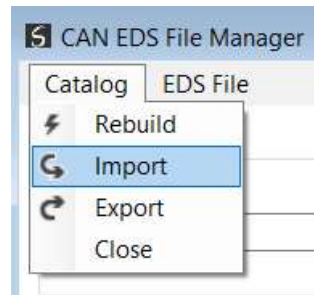 CAN EDS File Manager
Catalog EDS File
Rebuild
Import
Export
Close